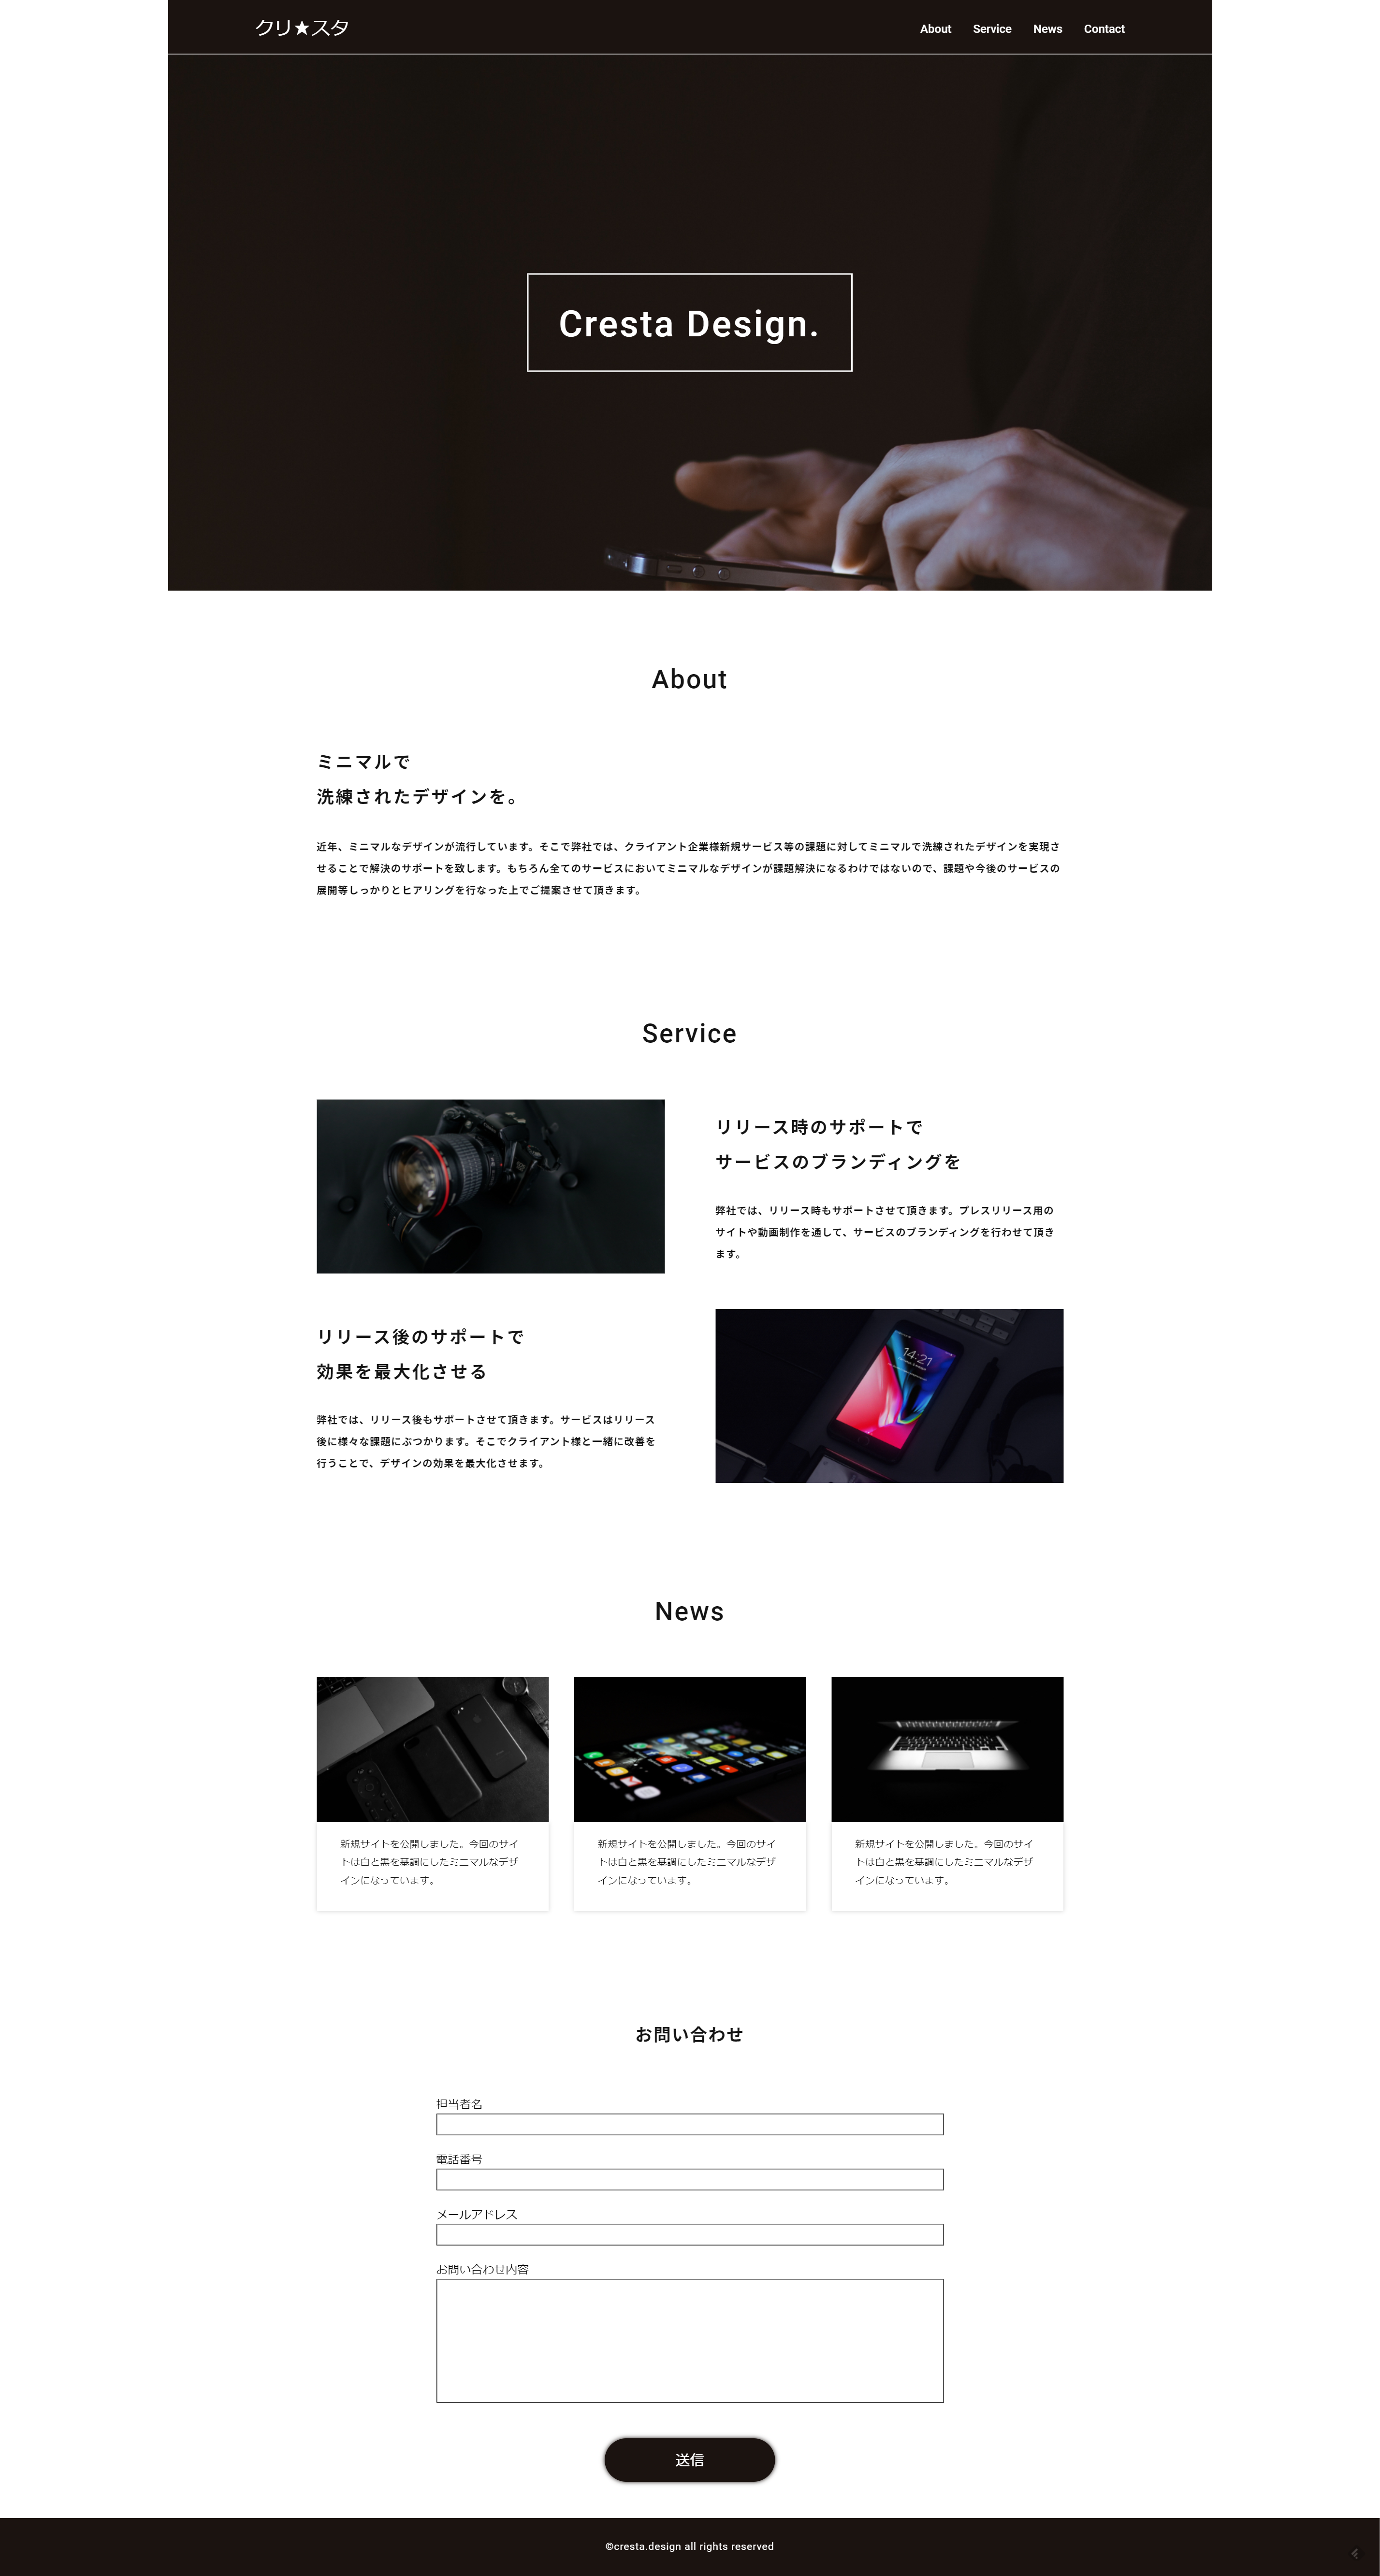 クリ★スタ
About Service News Contact
Cresta Design.
About
ミニマルで
洗練されたデザインを。
近年、ミニマルなデザインが流行しています。そこで弊社では、クライアント企業様新規サービス等の課題に対してミニマルで洗練されたデザインを実現さ
せることで解決のサポートを致します。もちろん全てのサービスにおいてミニマルなデザインが課題解決になるわけではないので、課題や今後のサービスの
展開等しっかりとヒアリングを行なった上でご提案させて頂きます。
Service
リリース時のサポートで
サービスのブランディングを
弊社では、リリース時もサポートさせて頂きます。プレスリリース用の
サイトや動画制作を通して、サービスのブランディングを行わせて頂き
ます。
リリース後のサポートで
効果を最大化させる
弊社では、リリース後もサポートさせて頂きます。サービスはリリース
後に様々な課題にぶつかります。そこでクライアント様と一緒に改善を
行うことで、デザインの効果を最大化させます。
14:21
News
新規サイトを公開しました。今回のサイ
トは白と黒を基調にしたミニマルなデザ
インになっています。
新規サイトを公開しました。今回のサイ
トは白と黒を基調にしたミニマルなデザ
インになっています。
新規サイトを公開しました。今回のサイ
トは白と黒を基調にしたミニマルなデザ
インになっています。
お問い合わせ
担当者名
電話番号
メールアドレス
お問い合わせ内容
送信
©cresta.design all rights reserved